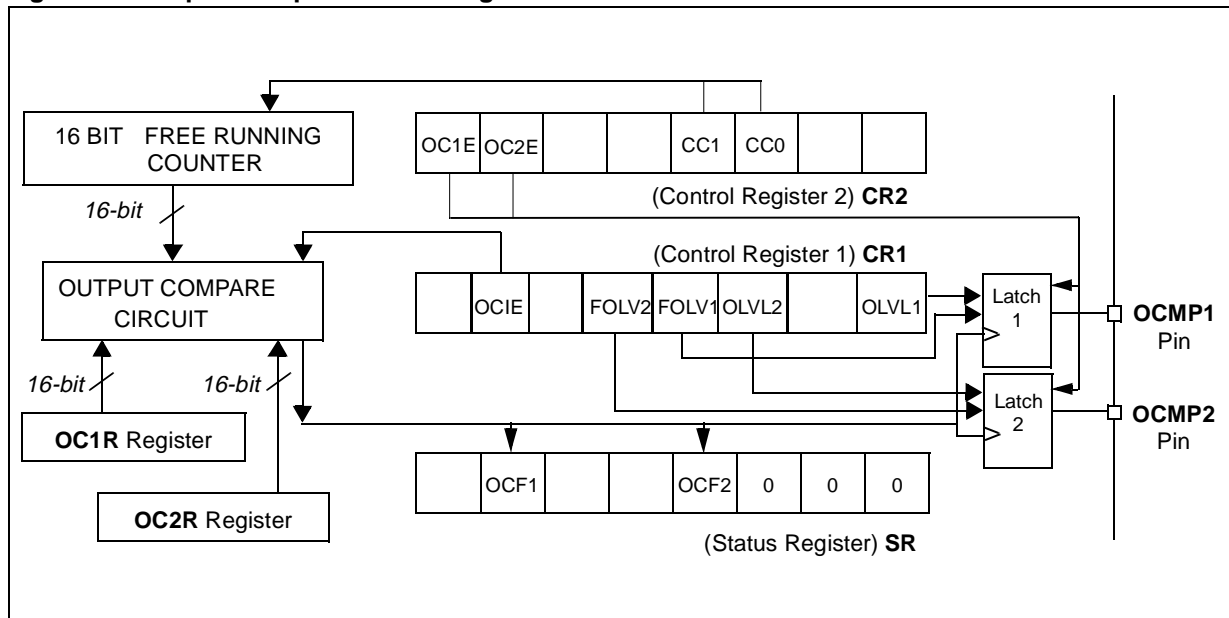 16 BIT FREE RUNNING
COUNTER
OC1E OC2E CC1 CC0
(Control Register 2) CR2
16-bit
(Control Register 1) CR1
OUTPUT COMPARE
CIRCUIT
OCIE FOLV2 FOLV1 OLVL2 OLVL1
Latch
1
OCMP1
Pin
16-bit
16-bit
Latch
2
OCMP2
Pin
OC1R Register
OCF1 OCF2 0 0 0
OC2R Register
(Status Register) SR